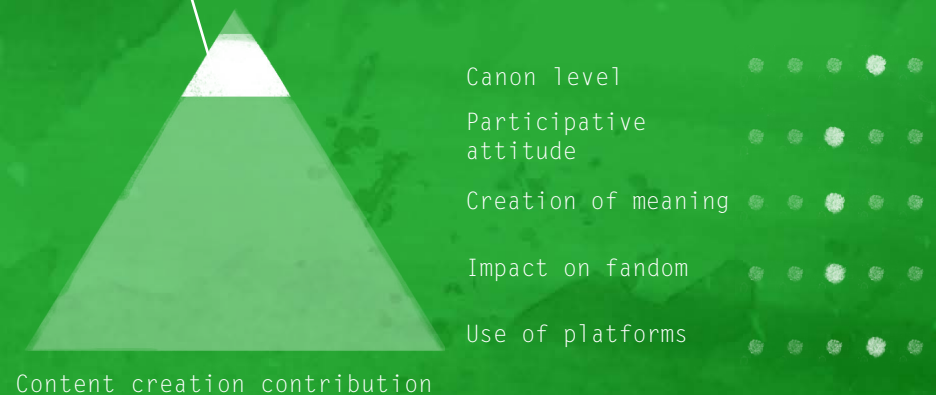 Canon level
Participative
attitude
Creation of meaning
Impact on fandom
Use of platforms
Content creation contribution